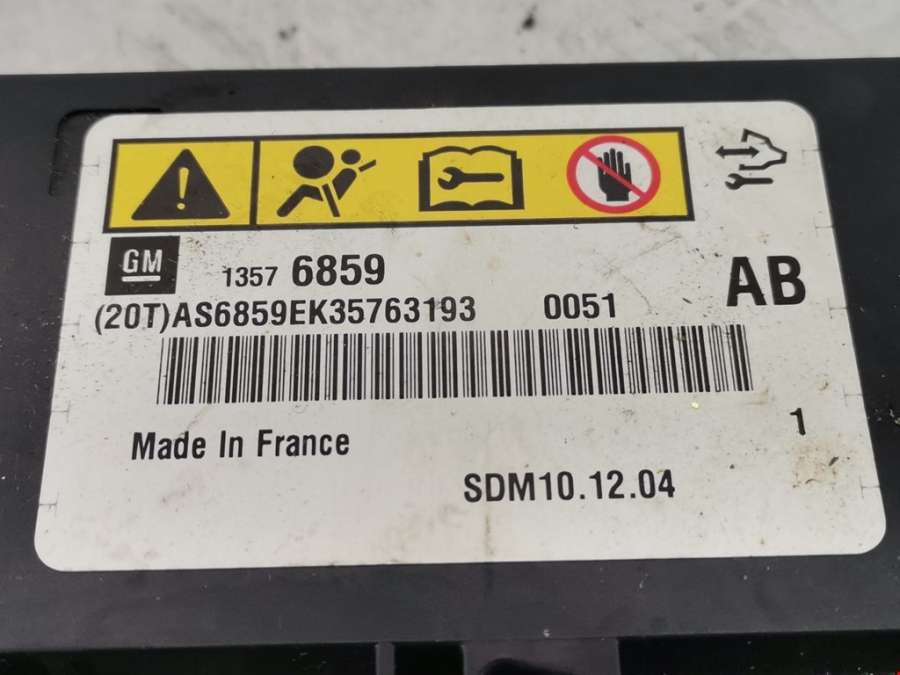 GM 1357 6859
(20T)AS6859EK35763193 0051 AB
Made In France
1
SDM10.12.04